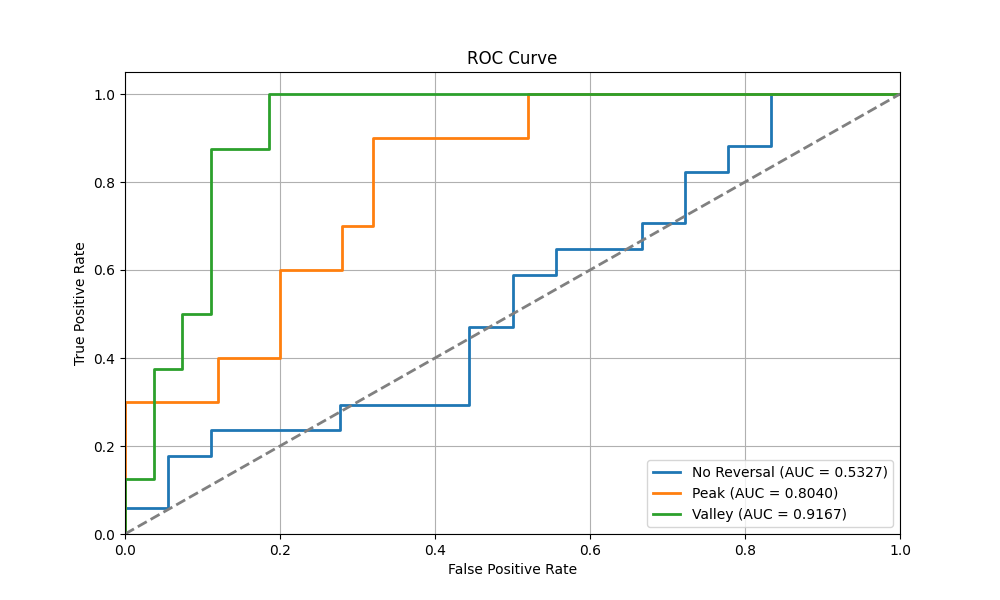 ROC Curve
1.0
0.8
0.6
0.4
0.2
0.0
True Positive Rate
0.0 0.2 0.4 0.6 0.8 1.0
False Positive Rate
No Reversal (AUC = 0.5327)
Peak (AUC = 0.8040)
Valley (AUC = 0.9167)